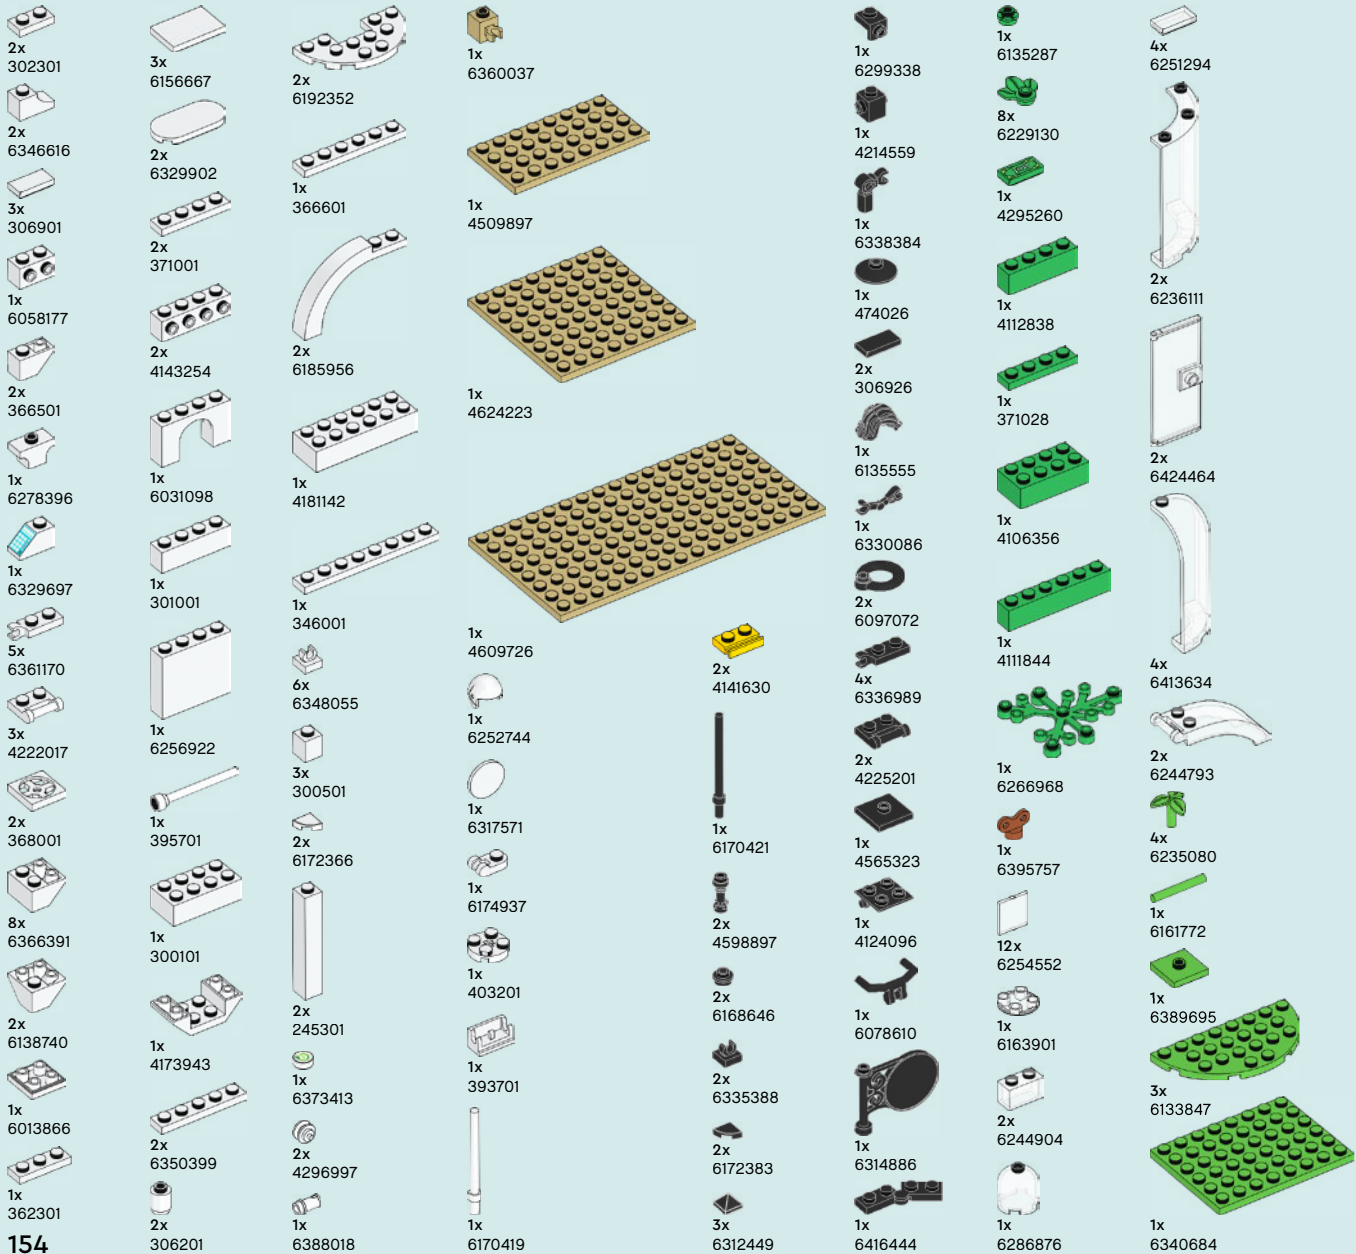 2x
302301
2x
6346616
3x
306901
1x
6058177
2x
366501
1x
6278396
1x
6329697
5x
6361170
3x
4222017
2x
368001
8x
6366391
2x
6138740
1x
6013866
1x
362301
154
3x
6156667
2x
6329902
2x
371001
2x
4143254
1x
6031098
1x
301001
1x
6256922
1x
395701
1x
300101
1x
4173943
2x
6350399
2x
306201
2x
6192352
1x
366601
2x
6185956
1x
4181142
1x
346001
6x
6348055
3x
300501
2x
6172366
2x
245301
1x
6373413
2x
4296997
1x
6388018
1x
6360037
1x
4509897
1x
4624223
1x
4609726
1x
6252744
1x
6317571
1x
6174937
1x
403201
1x
393701
1x
6170419
2x
4141630
1x
6170421
2x
4598897
2x
6168646
2x
6335388
2x
6172383
3x
6312449
1x
6299338
1x
4214559
1x
6338384
1x
474026
2x
306926
1x
6135555
1x
6330086
2x
6097072
4x
6336989
2x
4225201
1x
4565323
1x
4124096
1x
6078610
1x
6314886
1x
6416444
1x
6135287
8x
6229130
1x
4295260
1x
4112838
1x
371028
1x
4106356
1x
4111844
1x
6266968
1x
6395757
12x
6254552
1x
6163901
2x
6244904
1x
6286876
4x
6251294
2x
6236111
2x
6424464
4x
6413634
2x
6244793
4x
6235080
1x
6161772
1x
6389695
3x
6133847
1x
6340684